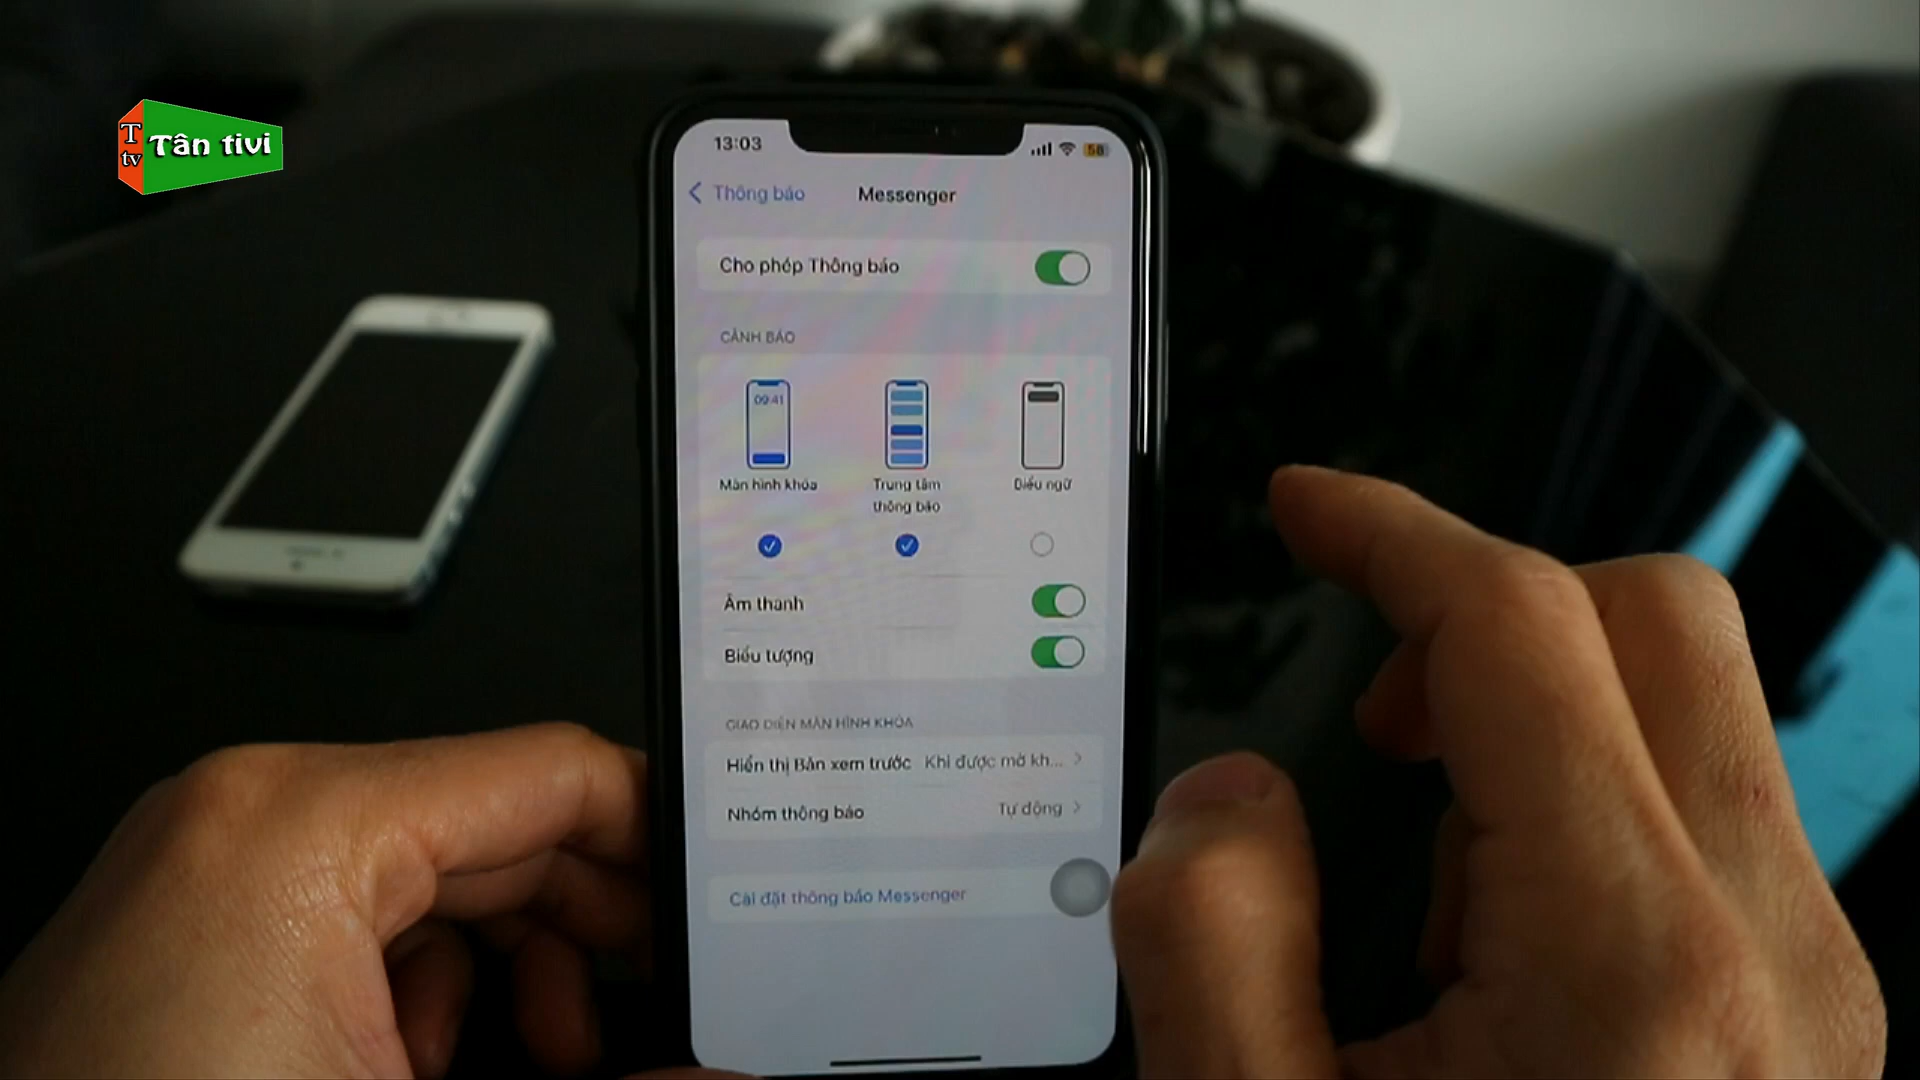 T
tv
Tân tivi
13:03
58
Thông báo
Messenger
Cho phép Thông báo
CẢNH BÁO
09:41
Màn hình khóa
Trung tâm
thông báo
Biểu ngữ
Âm thanh
Biểu tượng
GIAO DIỆN MÀN HÌNH KHÓA
Hiển thị Bản xem trước Khi được mở kh...
Nhóm thông báo Tự động
Cài đặt thông báo Messenger